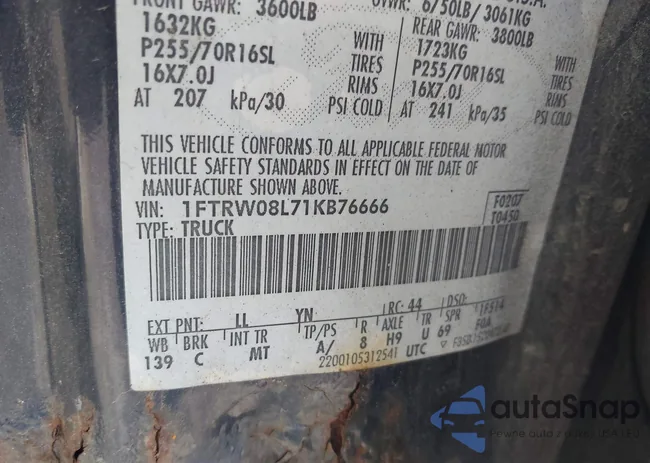 FRONT GAWR: 3600LB
GVWR: 6750LB/ 3061KG
1632KG WITH
P255/70R16SL TIRES
16X7.0J RIMS
AT 207 kPa/30 PSI COLD
REAR GAWR: 3800LB
1723KG WITH
P255/70R16SL TIRES
16X7.0J RIMS
AT 241 kPa/35 PSI COLD
THIS VEHICLE CONFORMS TO ALL APPLICABLE FEDERAL MOTOR
VEHICLE SAFETY STANDARDS IN EFFECT ON THE DATE OF
MANUFACTURE SHOWN ABOVE.
VIN: 1FTRW08L71KB76666
TYPE: TRUCK
F0207
T0450
EXT PNT: LL YN RC: 44 DSO:
WB BRK INT TR TP/PS R AXLE TR SPR
139 C MT A/ 8 H9 U 69
2200105312541 UTC
autaSnap